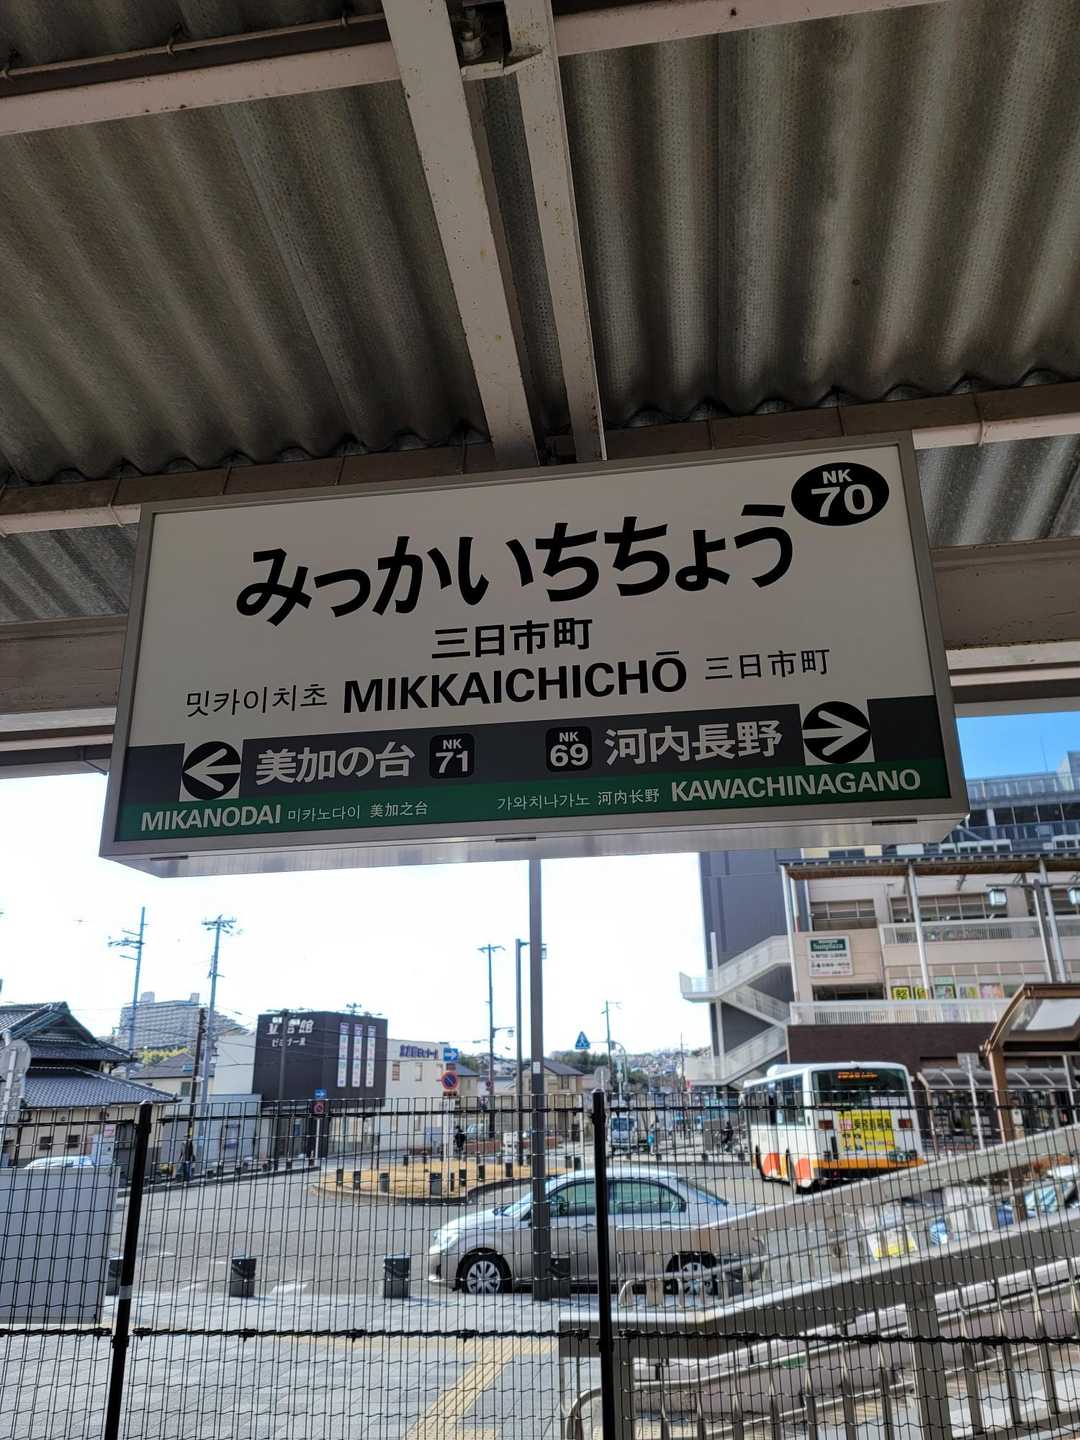 NK
70
みっかいちちょう
三日市町
밋카이치초 MIKKAICHICHŌ 三日市町
美加の台 NK 71 NK 69 河内長野
MIKANODAI 미카노다이 美加之台 가와치나가노 河内长野 KAWACHINAGANO
Sunplaza